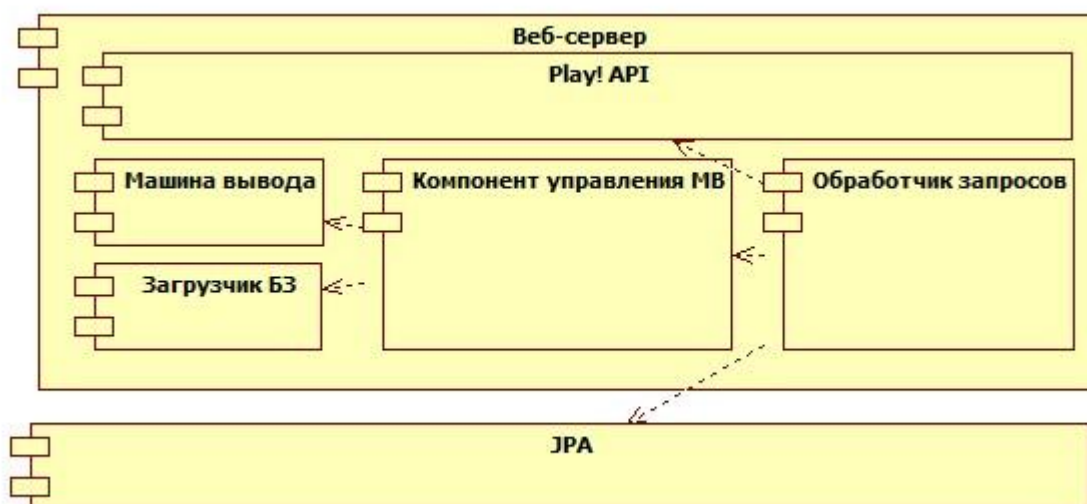 Веб-сервер
Play! API
Машина вывода
Компонент управления МВ
Обработчик запросов
Загрузчик БЗ
JPA